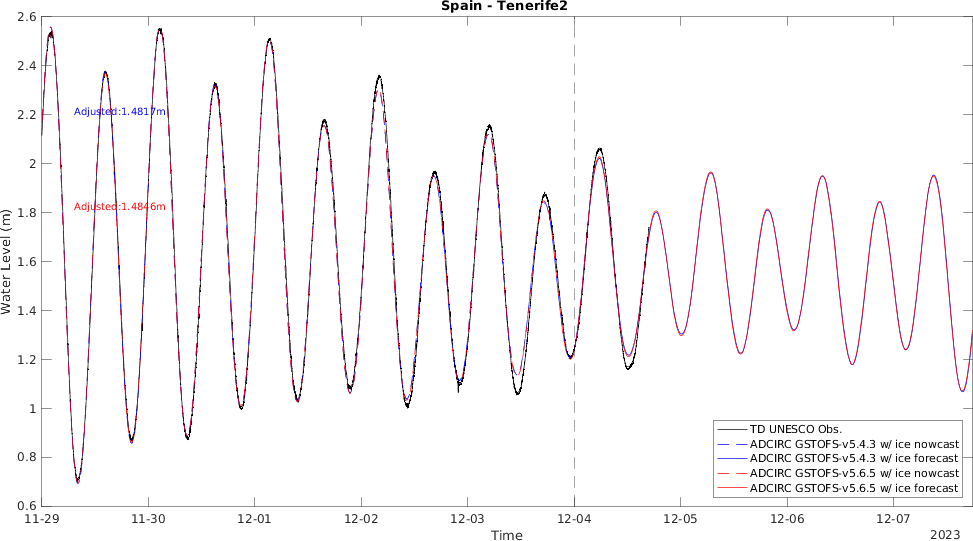 Spain - Tenerife2
2.6
2.4
2.2
2
1.8
1.6
1.4
1.2
1
0.8
0.6
Water Level (m)
Adjusted:1.4817m
Adjusted:1.4846m
TD UNESCO Obs.
ADCIRC GSTOFS-v5.4.3 w/ ice nowcast
ADCIRC GSTOFS-v5.4.3 w/ ice forecast
ADCIRC GSTOFS-v5.6.5 w/ ice nowcast
ADCIRC GSTOFS-v5.6.5 w/ ice forecast
11-29 11-30 12-01 12-02 12-03 12-04 12-05 12-06 12-07
Time
2023